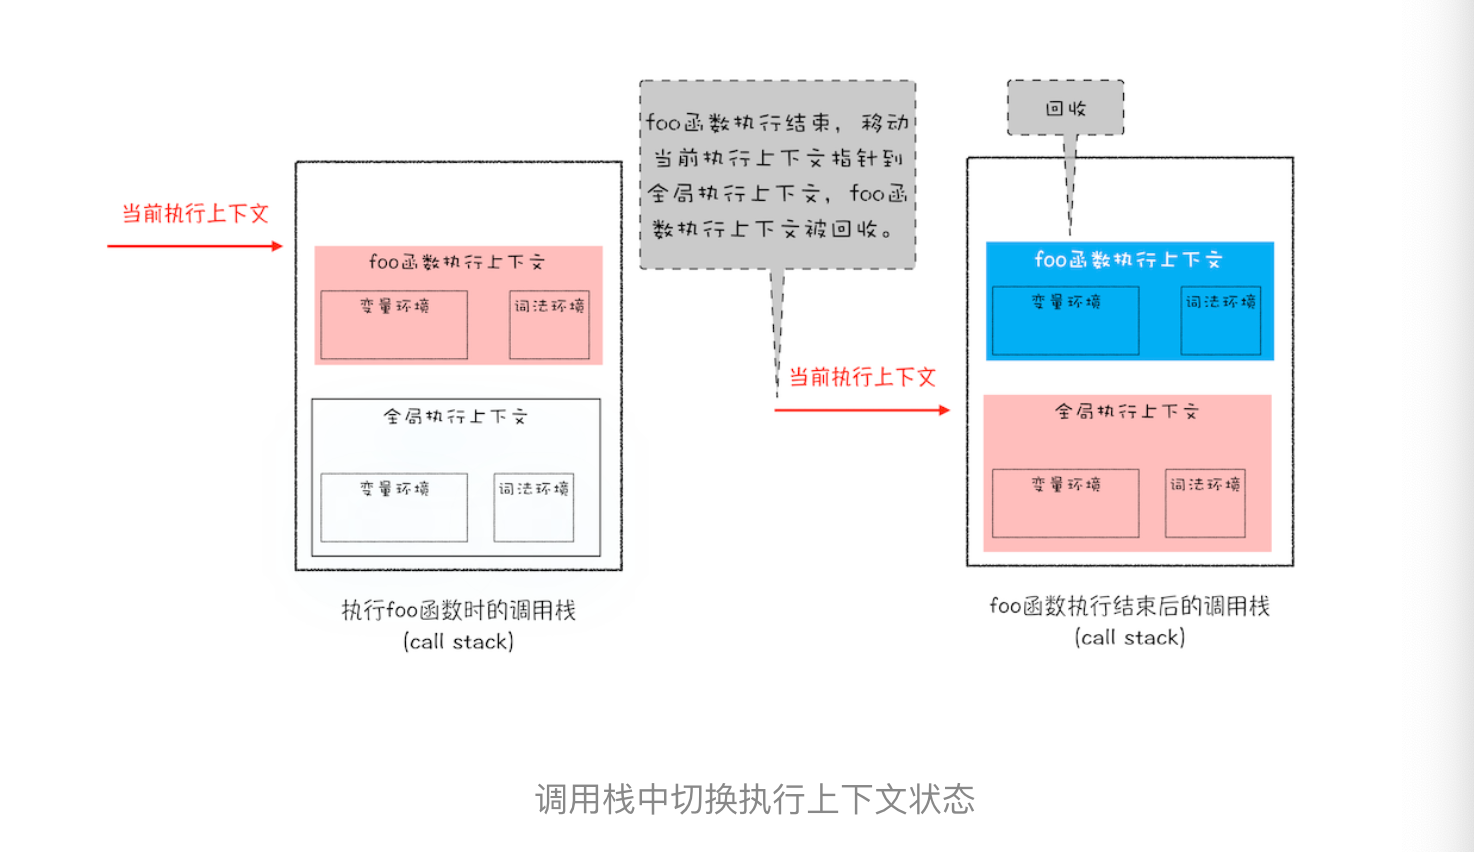 当前执行上下文
foo函数执行上下文
变量环境
词法环境
全局执行上下文
变量环境
词法环境
执行foo函数时的调用栈
(call stack)
foo函数执行结束，移动
当前执行上下文指针到
全局执行上下文，foo函
数执行上下文被回收。
当前执行上下文
回收
foo函数执行上下文
变量环境
词法环境
全局执行上下文
变量环境
词法环境
foo函数执行结束后的调用栈
(call stack)
调用栈中切换执行上下文状态